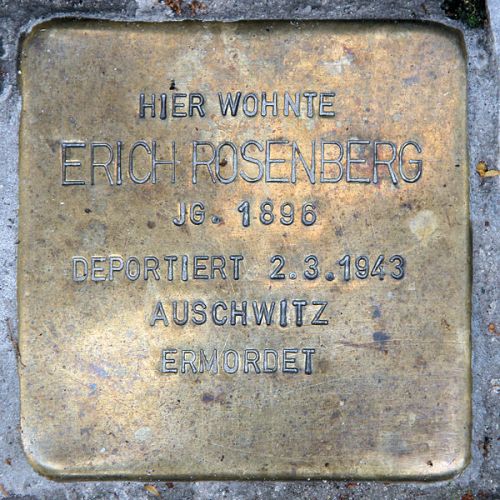 HIER WOHNTE
ERICH ROSENBERG
JG. 1896
DEPORTIERT 2.3.1943
AUSCHWITZ
ERMORDET